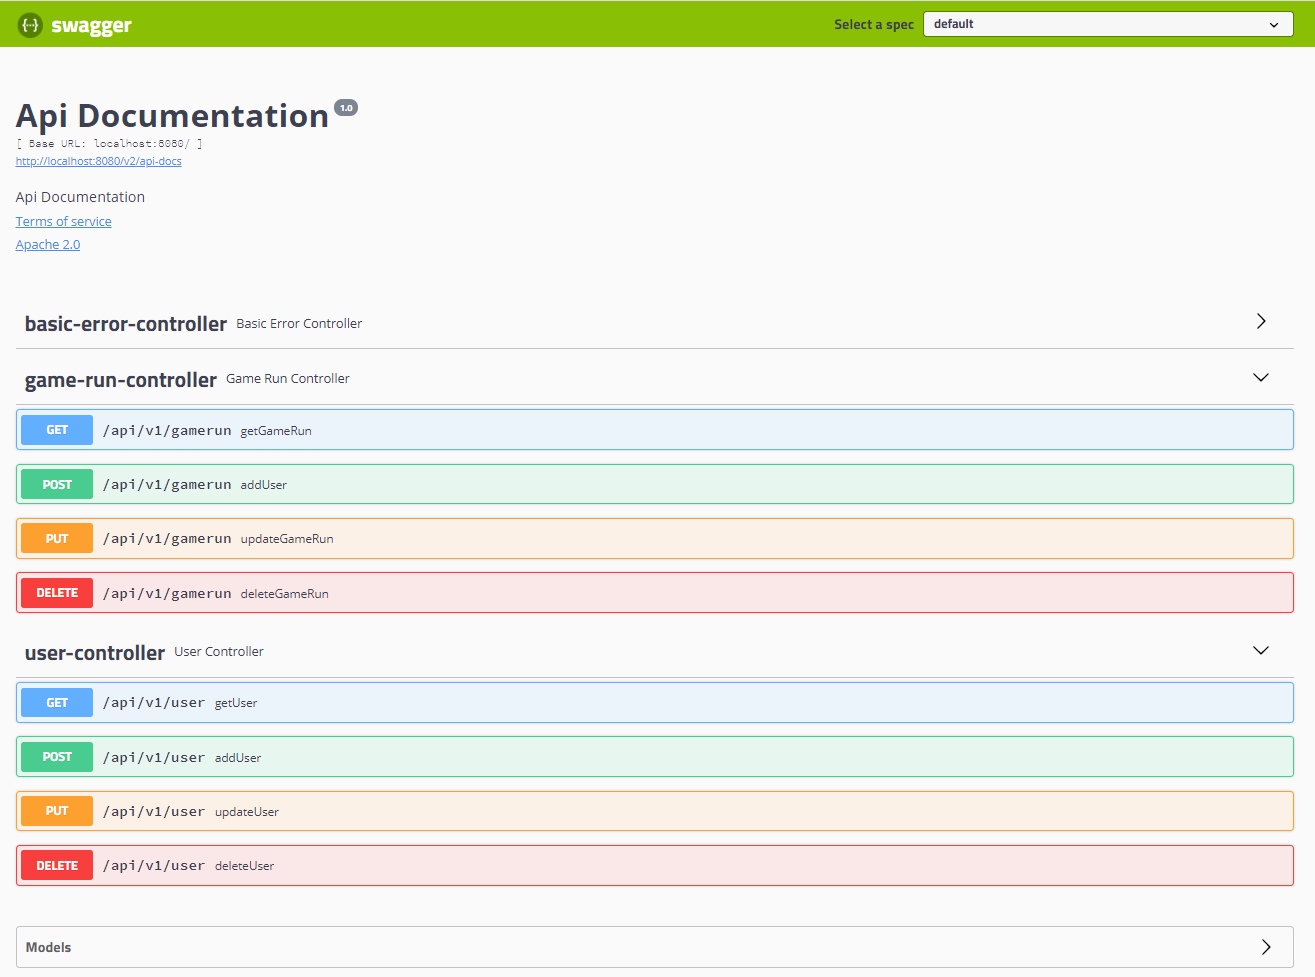 swagger Select a spec default
Api Documentation 1.0
[ Base URL: localhost:8080/ ]
http://localhost:8080/v2/api-docs
Api Documentation
Terms of service
Apache 2.0
basic-error-controller Basic Error Controller
game-run-controller Game Run Controller
GET /api/v1/gamerun getGameRun
POST /api/v1/gamerun addUser
PUT /api/v1/gamerun updateGameRun
DELETE /api/v1/gamerun deleteGameRun
user-controller User Controller
GET /api/v1/user getUser
POST /api/v1/user addUser
PUT /api/v1/user updateUser
DELETE /api/v1/user deleteUser
Models